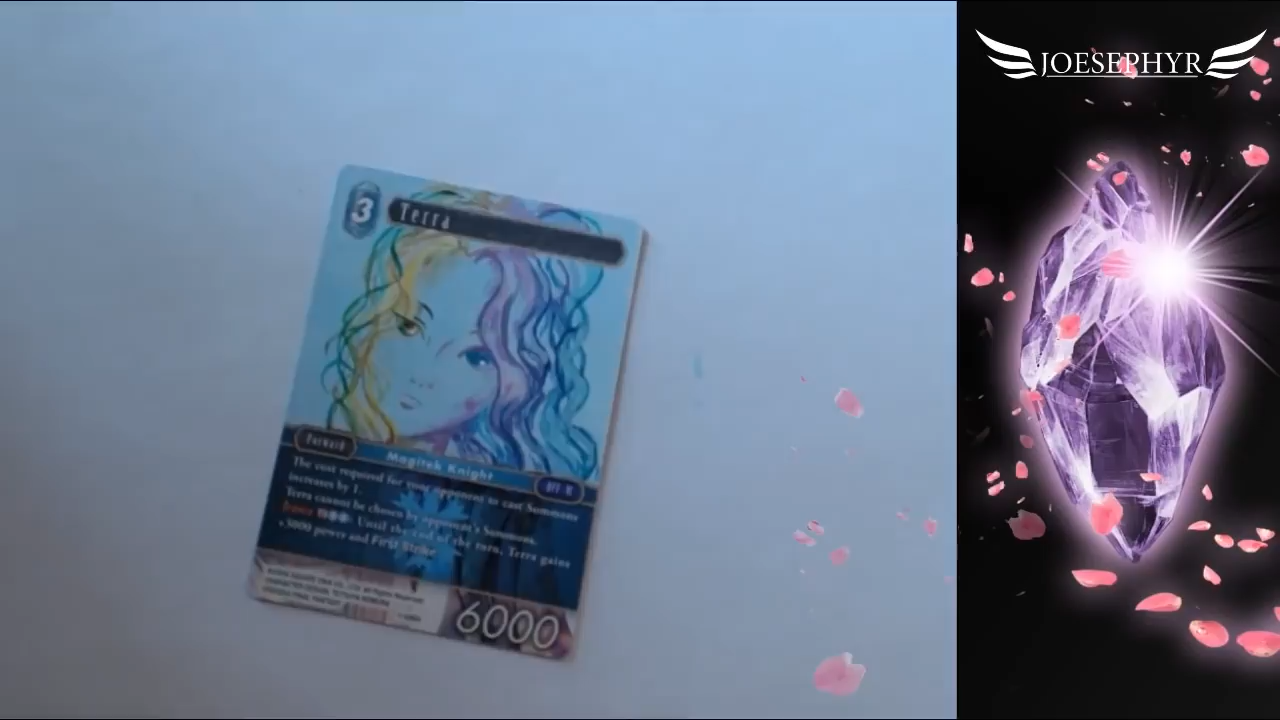 JOESEPHYR
3
Terra
Forward
Magitek Knight
The cost required for your opponent to cast Summons
increases by 1.
Terra cannot be chosen by opponent's Summons.
Until the end of the turn, Terra gains
+3000 power and First Strike
6000